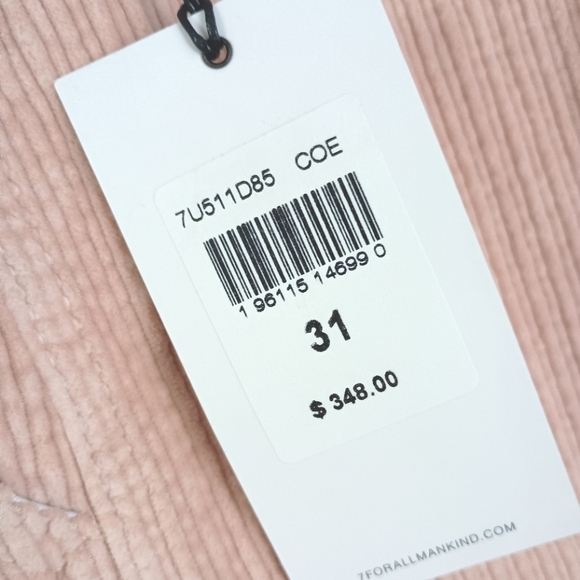 7U511D85 COE
1 96115 14699 0
31
$ 348.00
7FORALLMANKIND.COM